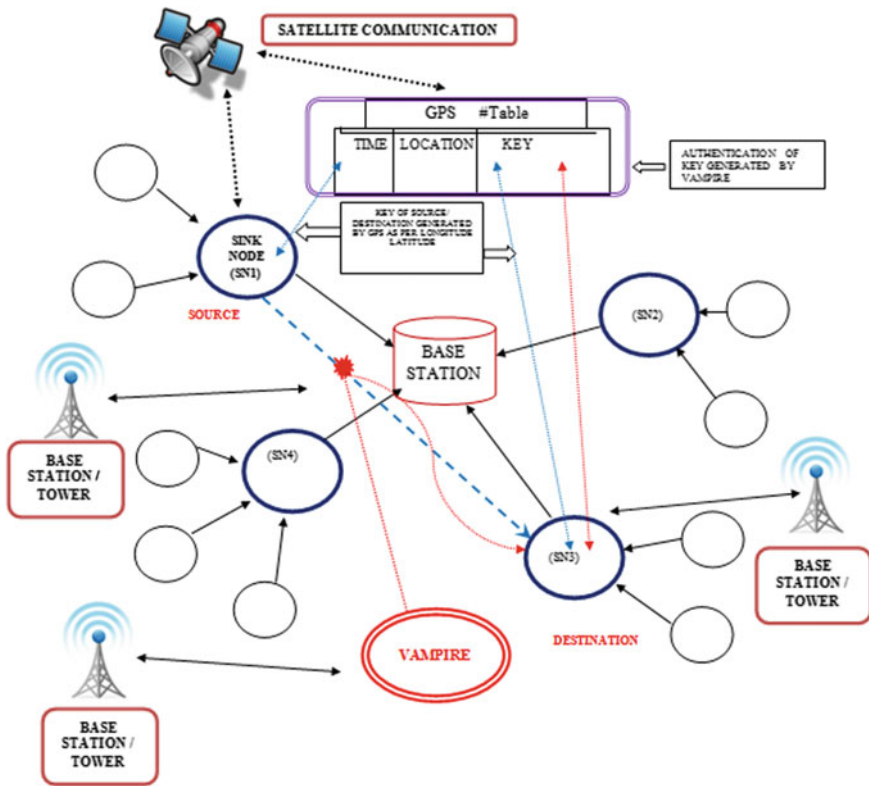 SATELLITE COMMUNICATION
GPS #Table
TIME LOCATION KEY
AUTHENTICATION OF
KEY GENERATED BY
VAMPIRE
KEY OF SOURCE/
DESTINATION GENERATED
BY GPS AS PER LONGITUDE
LATITUDE
SINK
NODE
(SN1)
SOURCE
(SN2)
BASE
STATION
BASE
STATION /
TOWER
(SN4)
(SN3)
BASE
STATION /
TOWER
DESTINATION
VAMPIRE
BASE
STATION /
TOWER